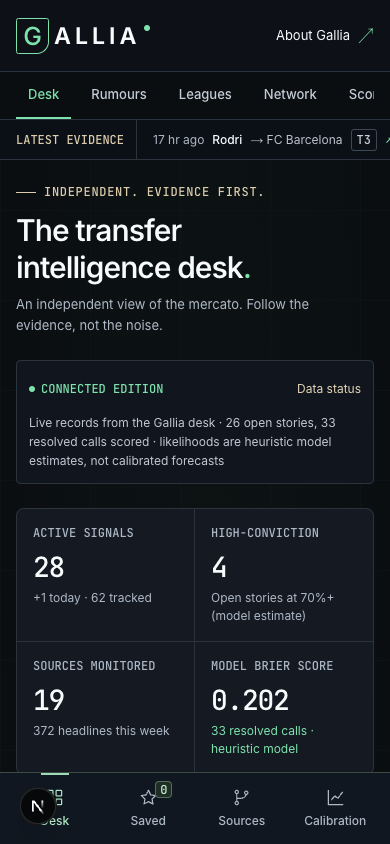 GALLIA
About Gallia ↗
Desk Rumours Leagues Network
LATEST EVIDENCE 17 hr ago Rodri → FC Barcelona T3
INDEPENDENT. EVIDENCE FIRST.
The transfer
intelligence desk.
An independent view of the mercato. Follow the
evidence, not the noise.
CONNECTED EDITION Data status
Live records from the Gallia desk · 26 open stories, 33
resolved calls scored · likelihoods are heuristic model
estimates, not calibrated forecasts
ACTIVE SIGNALS
28
+1 today · 62 tracked
HIGH-CONVICTION
4
Open stories at 70%+
(model estimate)
SOURCES MONITORED
19
372 headlines this week
MODEL BRIER SCORE
0.202
33 resolved calls ·
heuristic model
0
N
Desk Saved Sources Calibration